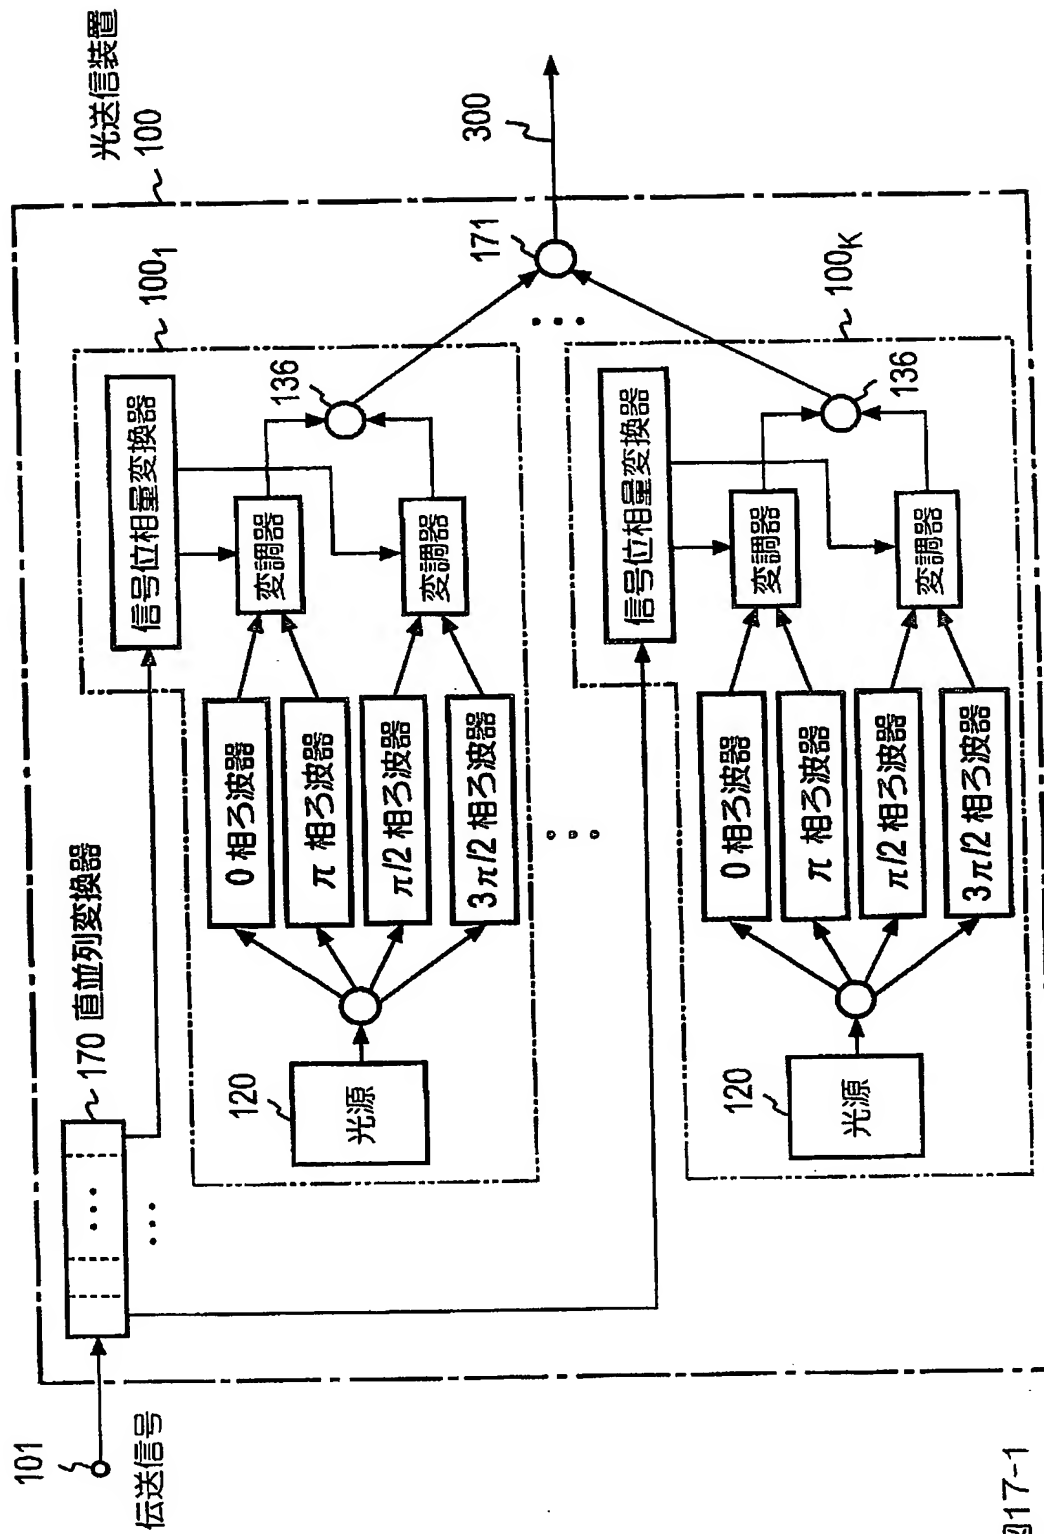 光送信装置
100
101
伝送信号
170 直並列変換器
100₁
信号位相量変換器
120
光源
0 相ろ波器
π 相ろ波器
π/2 相ろ波器
3π/2 相ろ波器
変調器
変調器
136
100K
信号位相量変換器
120
光源
0 相ろ波器
π 相ろ波器
π/2 相ろ波器
3π/2 相ろ波器
変調器
変調器
136
171
300
図17-1